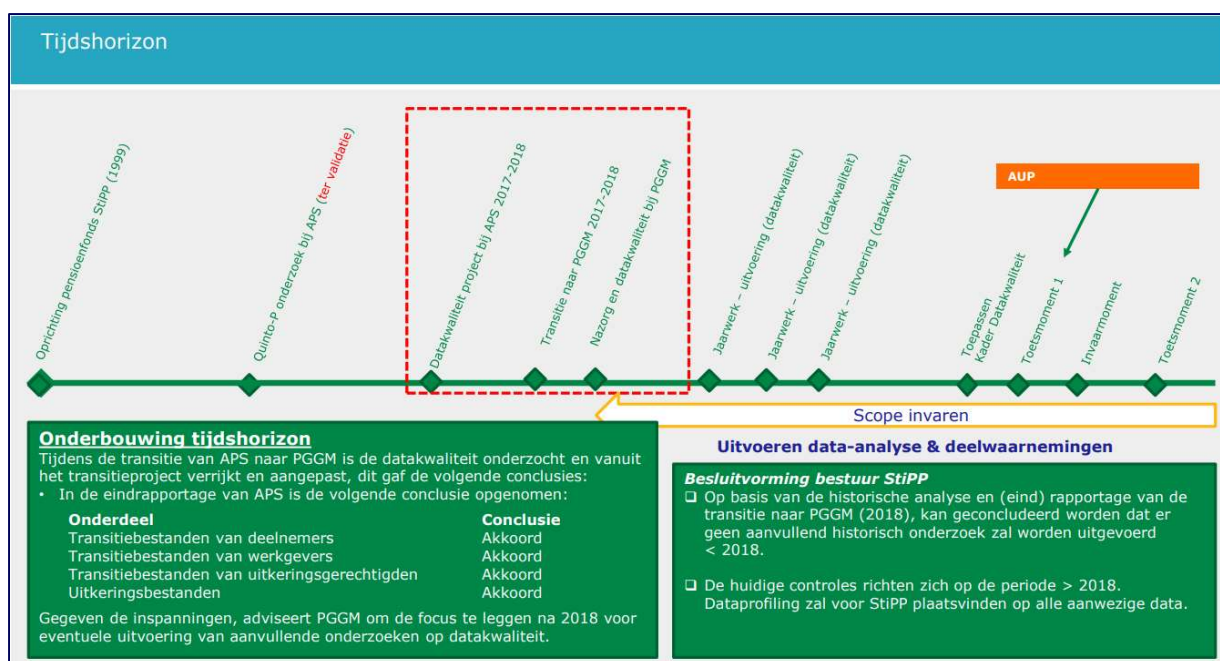 Tijdshorizon
Oprichting pensioenfonds StiPP (1999)
Quinto-P onderzoek bij APS (ter validatie)
Datakwaliteit project bij APS 2017-2018
Transitie naar PGGM 2017-2018
Nazorg en datakwaliteit bij PGGM
Jaarwerk – uitvoering (datakwaliteit)
Jaarwerk – uitvoering (datakwaliteit)
Jaarwerk – uitvoering (datakwaliteit)
AUP
Toepassen
Kader Datakwaliteit
Toetsmoment 1
Invaarmoment
Toetsmoment 2
Scope invaren
Uitvoeren data-analyse & deelwaarnemingen
Onderbouwing tijdshorizon
Tijdens de transitie van APS naar PGGM is de datakwaliteit onderzocht en vanuit
het transitieproject verrijkt en aangepast, dit gaf de volgende conclusies:
• In de eindrapportage van APS is de volgende conclusie opgenomen:
Onderdeel Conclusie
Transitiebestanden van deelnemers Akkoord
Transitiebestanden van werkgevers Akkoord
Transitiebestanden van uitkeringsgerechtigden Akkoord
Uitkeringsbestanden Akkoord
Gegeven de inspanningen, adviseert PGGM om de focus te leggen na 2018 voor
eventuele uitvoering van aanvullende onderzoeken op datakwaliteit.
Besluitvorming bestuur StiPP
❑ Op basis van de historische analyse en (eind) rapportage van de
transitie naar PGGM (2018), kan geconcludeerd worden dat er
geen aanvullend historisch onderzoek zal worden uitgevoerd
< 2018.
❑ De huidige controles richten zich op de periode > 2018.
Dataprofiling zal voor StiPP plaatsvinden op alle aanwezige data.